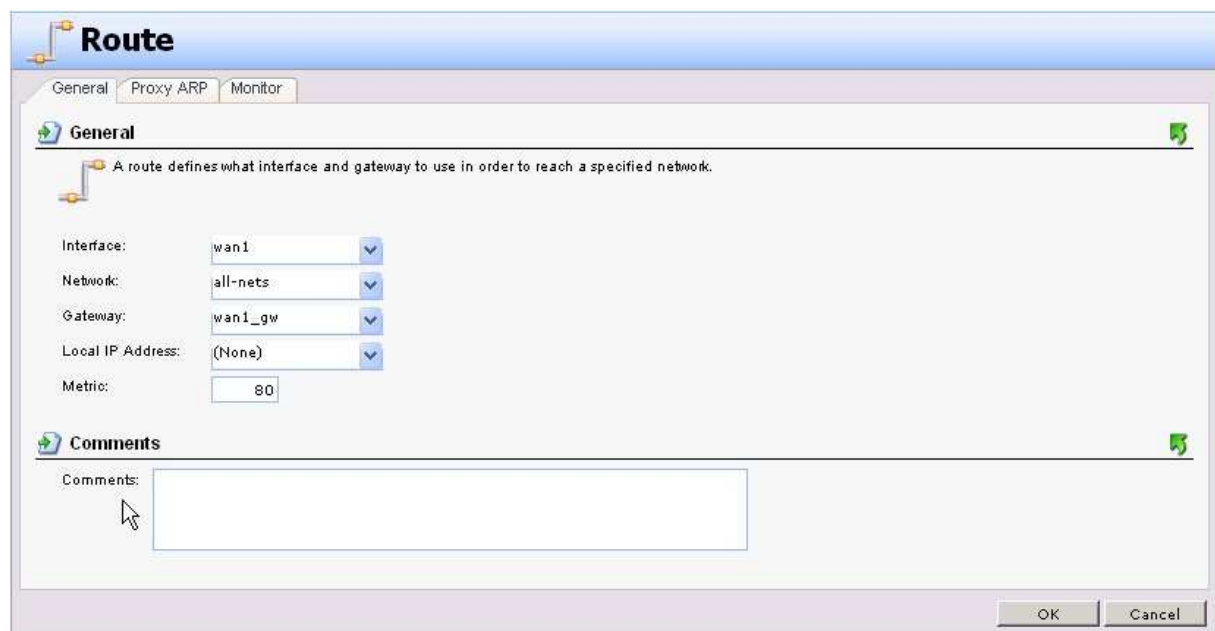 Route
General Proxy ARP Monitor
General
A route defines what interface and gateway to use in order to reach a specified network.
Interface: wan1
Network: all-nets
Gateway: wan1_gw
Local IP Address: (None)
Metric: 80
Comments
Comments:
OK Cancel